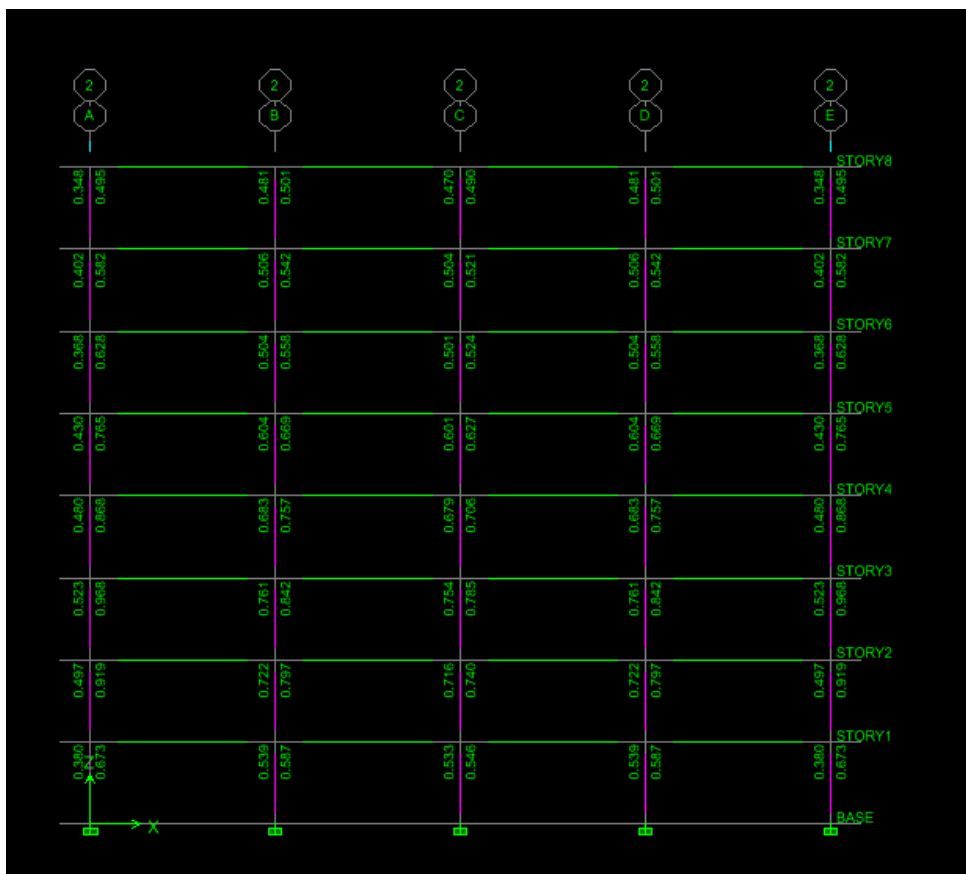 2 2 2 2 2
A B C D E
STORY8
0.348 0.495 0.481 0.501 0.470 0.490 0.481 0.501 0.348 0.495
STORY7
0.402 0.582 0.506 0.542 0.504 0.521 0.506 0.542 0.402 0.582
STORY6
0.368 0.628 0.504 0.558 0.501 0.524 0.504 0.558 0.368 0.628
STORY5
0.430 0.765 0.604 0.669 0.601 0.627 0.604 0.669 0.430 0.765
STORY4
0.480 0.868 0.683 0.757 0.679 0.706 0.683 0.757 0.480 0.868
STORY3
0.523 0.968 0.761 0.842 0.754 0.785 0.761 0.842 0.523 0.968
STORY2
0.497 0.919 0.722 0.797 0.716 0.740 0.722 0.797 0.497 0.919
STORY1
0.380 0.673 0.539 0.587 0.533 0.546 0.539 0.587 0.380 0.673
Z
X
BASE